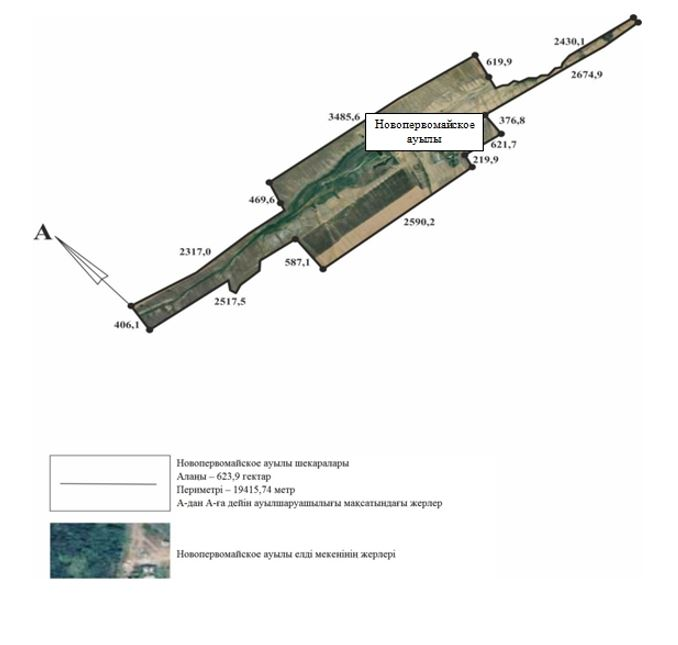 2430,1
619,9
2674,9
3485,6
376,8
Новопервомайское
ауылы
621,7
219,9
469,6
2590,2
А
2317,0
587,1
2517,5
406,1
Новопервомайское ауылы шекаралары
Алаңы – 623,9 гектар
Периметрі – 19415,74 метр
А-дан А-ға дейін ауылшаруашылығы мақсатындағы жерлер
Новопервомайское ауылы елді мекенінін жерлері